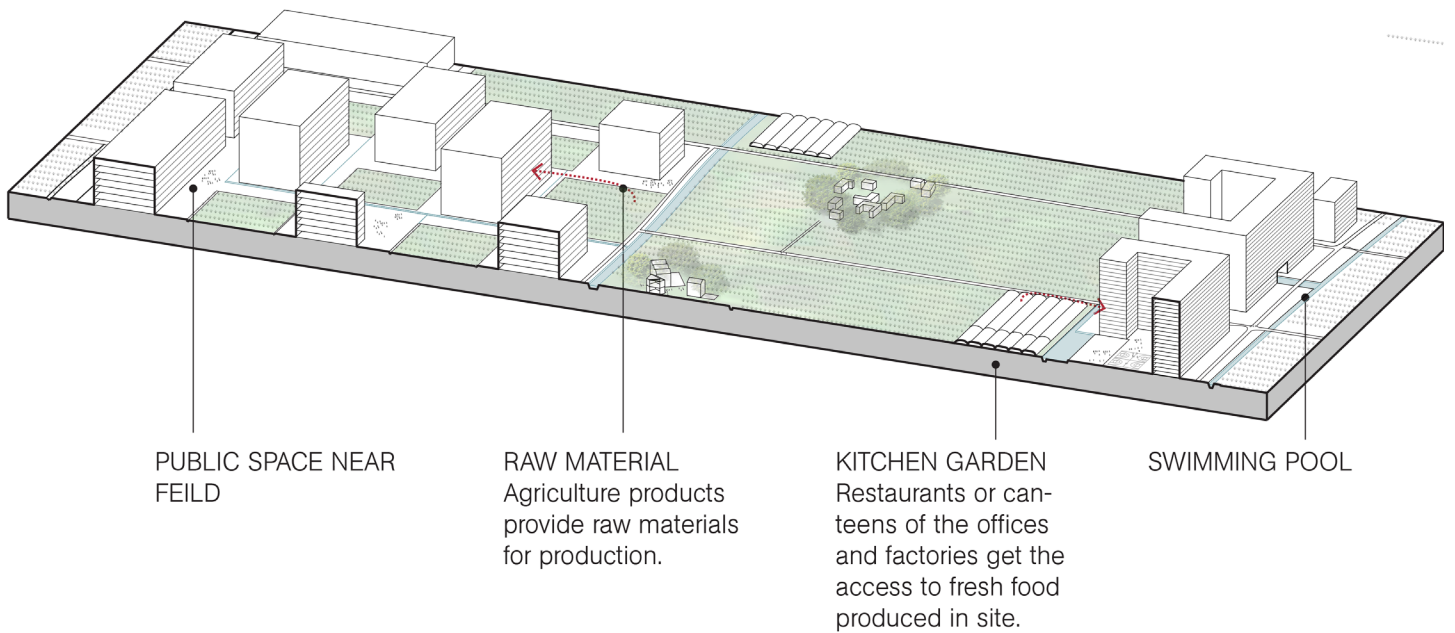 PUBLIC SPACE NEAR
FEILD
RAW MATERIAL
Agriculture products
provide raw materials
for production.
KITCHEN GARDEN
Restaurants or can-
teens of the offices
and factories get the
access to fresh food
produced in site.
SWIMMING POOL